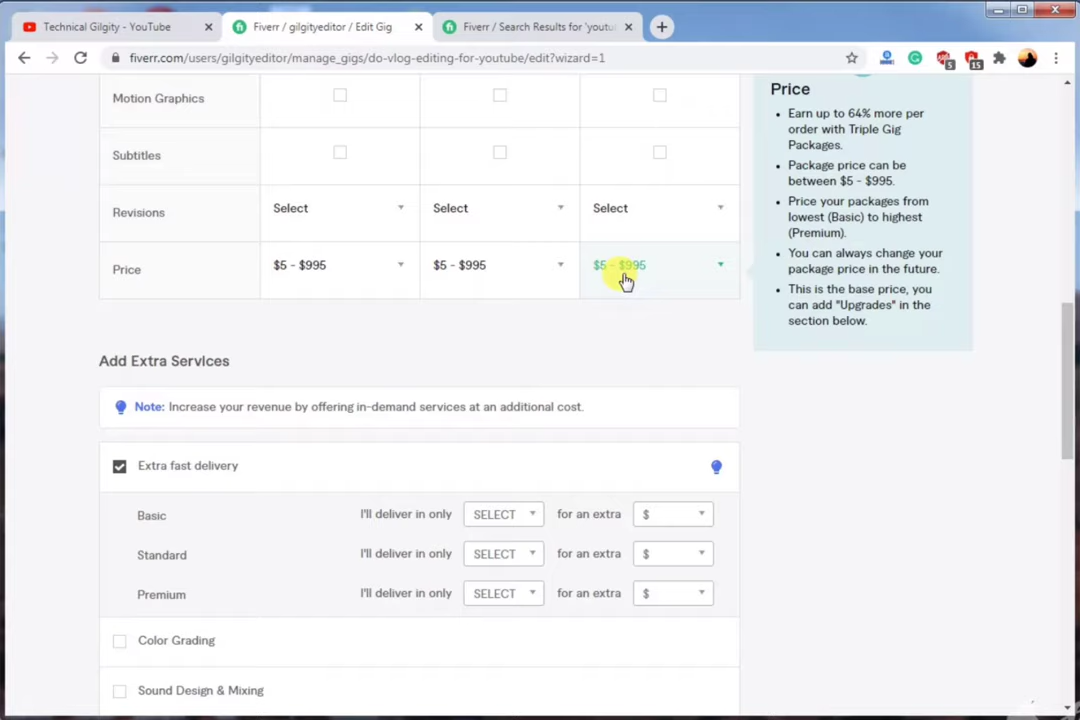 Technical Gilgity - YouTube
Fiverr / gilgityeditor / Edit Gig
Fiverr / Search Results for 'youtu
fiverr.com/users/gilgityeditor/manage_gigs/do-vlog-editing-for-youtube/edit?wizard=1
5
15
Motion Graphics
Subtitles
Revisions
Select
Select
Select
Price
$5 - $995
$5 - $995
$5 - $995
Price
Earn up to 64% more per
order with Triple Gig
Packages.
Package price can be
between $5 - $995.
Price your packages from
lowest (Basic) to highest
(Premium).
You can always change your
package price in the future.
This is the base price, you
can add "Upgrades" in the
section below.
Add Extra Services
Note: Increase your revenue by offering in-demand services at an additional cost.
Extra fast delivery
Basic I'll deliver in only SELECT for an extra $
Standard I'll deliver in only SELECT for an extra $
Premium I'll deliver in only SELECT for an extra $
Color Grading
Sound Design & Mixing